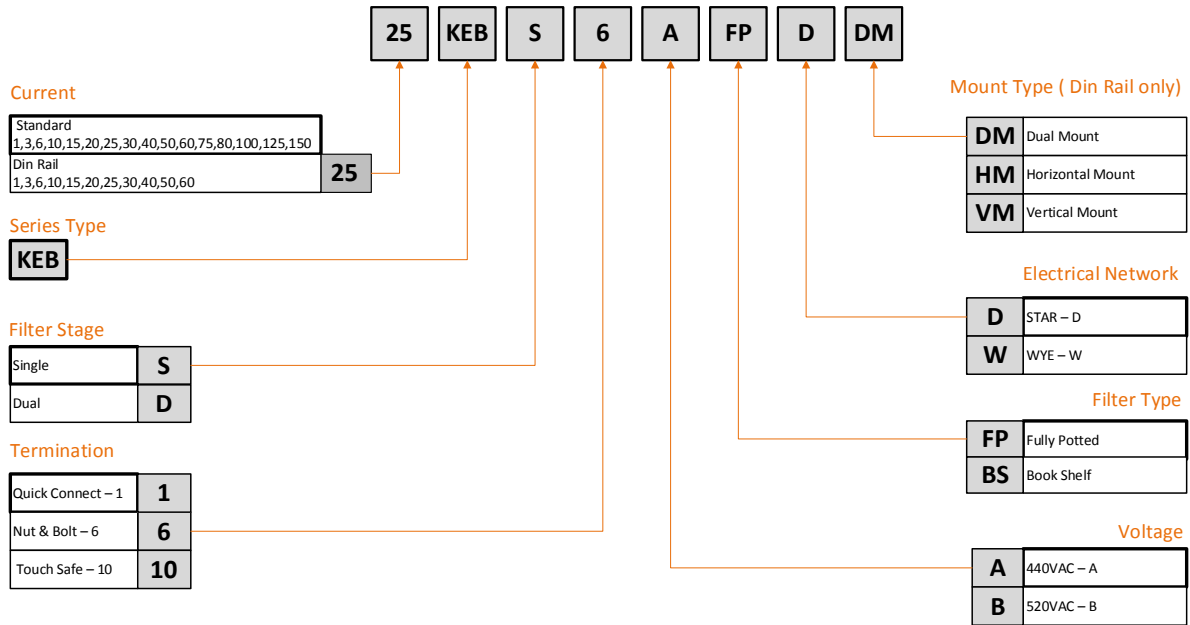 25 KEB S 6 A FP D DM
Current
Standard
1,3,6,10,15,20,25,30,40,50,60,75,80,100,125,150
Din Rail
1,3,6,10,15,20,25,30,40,50,60
25
Series Type
KEB
Filter Stage
Single S
Dual D
Termination
Quick Connect – 1 1
Nut & Bolt – 6 6
Touch Safe – 10 10
Mount Type ( Din Rail only)
DM Dual Mount
HM Horizontal Mount
VM Vertical Mount
Electrical Network
D STAR – D
W WYE – W
Filter Type
FP Fully Potted
BS Book Shelf
Voltage
A 440VAC – A
B 520VAC – B